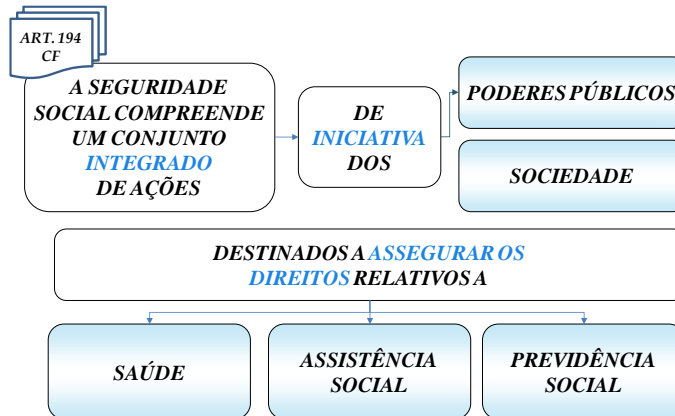 ART. 194
CF
A SEGURIDADE
SOCIAL COMPREENDE
UM CONJUNTO
INTEGRADO
DE AÇÕES
DE
INICIATIVA
DOS
PODERES PÚBLICOS
SOCIEDADE
DESTINADOS A ASSEGURAR OS
DIREITOS RELATIVOS A
SAÚDE
ASSISTÊNCIA
SOCIAL
PREVIDÊNCIA
SOCIAL